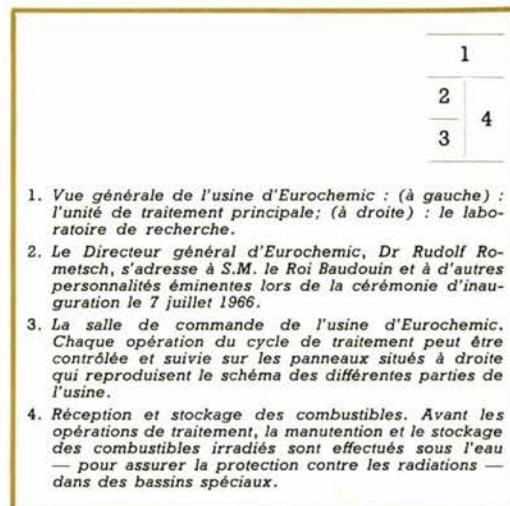 1
2
4
3
1. Vue générale de l'usine d'Eurochemic : (à gauche) :
l'unité de traitement principale; (à droite) : le labo-
ratoire de recherche.
2. Le Directeur général d'Eurochemic, Dr Rudolf Ro-
metsch, s'adresse à S.M. le Roi Baudouin et à d'autres
personnalités éminentes lors de la cérémonie d'inau-
guration le 7 juillet 1966.
3. La salle de commande de l'usine d'Eurochemic.
Chaque opération du cycle de traitement peut être
contrôlée et suivie sur les panneaux situés à droite
qui reproduisent le schéma des différentes parties de
l'usine.
4. Réception et stockage des combustibles. Avant les
opérations de traitement, la manutention et le stockage
des combustibles irradiés sont effectués sous l'eau
— pour assurer la protection contre les radiations —
dans des bassins spéciaux.